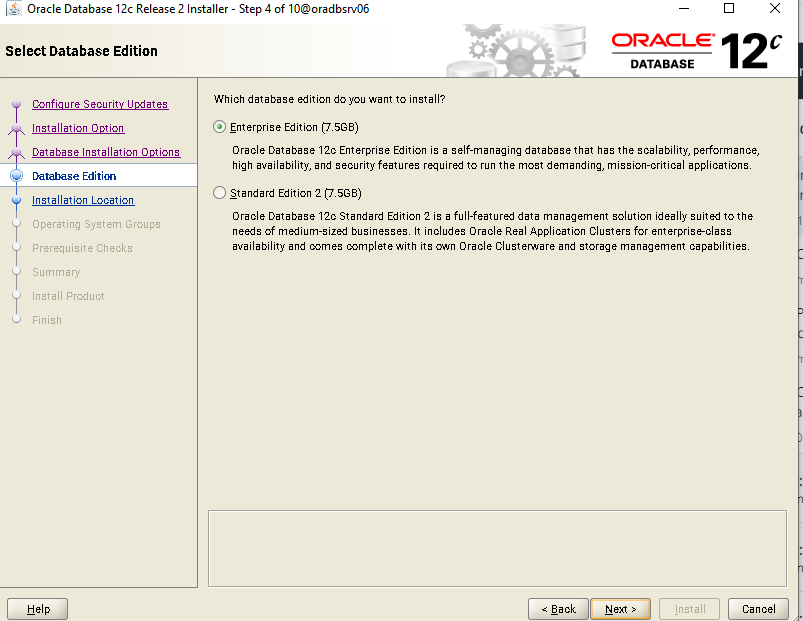 Oracle Database 12c Release 2 Installer - Step 4 of 10@oradbsrv06
Select Database Edition
ORACLE®
DATABASE
12c
Configure Security Updates
Installation Option
Database Installation Options
Database Edition
Installation Location
Operating System Groups
Prerequisite Checks
Summary
Install Product
Finish
Which database edition do you want to install?
Enterprise Edition (7.5GB)
Oracle Database 12c Enterprise Edition is a self-managing database that has the scalability, performance,
high availability, and security features required to run the most demanding, mission-critical applications.
Standard Edition 2 (7.5GB)
Oracle Database 12c Standard Edition 2 is a full-featured data management solution ideally suited to the
needs of medium-sized businesses. It includes Oracle Real Application Clusters for enterprise-class
availability and comes complete with its own Oracle Clusterware and storage management capabilities.
Help
< Back
Next >
Install
Cancel